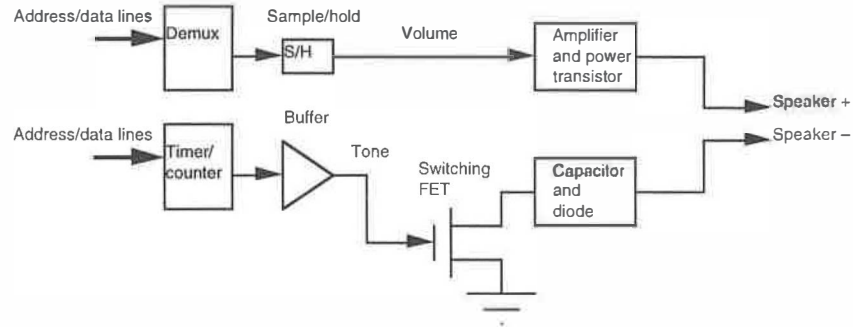 Address/data lines
Demux
Sample/hold
S/H
Volume
Amplifier
and power
transistor
Speaker +
Speaker –
Address/data lines
Timer/
counter
Buffer
Tone
Switching
FET
Capacitor
and
diode